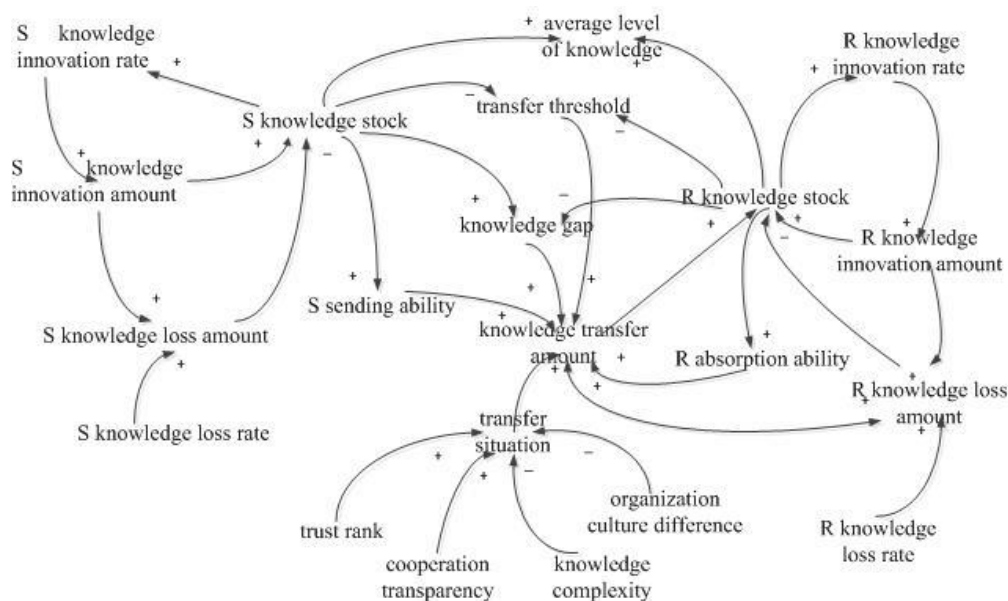 S knowledge
innovation rate
average level
of knowledge
R knowledge
innovation rate
S knowledge stock
transfer threshold
S knowledge
innovation amount
R knowledge stock
knowledge gap
R knowledge
innovation amount
S sending ability
S knowledge loss amount
knowledge transfer
amount
R absorption ability
R knowledge loss
amount
S knowledge loss rate
transfer
situation
organization
culture difference
trust rank
R knowledge
loss rate
cooperation
transparency
knowledge
complexity